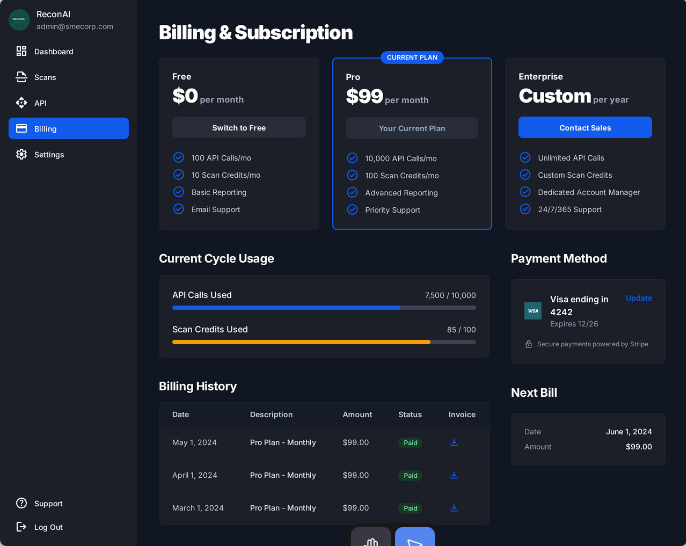 ReconAI
admin@smecorp.com
Dashboard
Scans
API
Billing
Settings
Support
Log Out
Billing & Subscription
Free
$0 per month
Switch to Free
100 API Calls/mo
10 Scan Credits/mo
Basic Reporting
Email Support
CURRENT PLAN
Pro
$99 per month
Your Current Plan
10,000 API Calls/mo
100 Scan Credits/mo
Advanced Reporting
Priority Support
Enterprise
Custom per year
Contact Sales
Unlimited API Calls
Custom Scan Credits
Dedicated Account Manager
24/7/365 Support
Current Cycle Usage
API Calls Used 7,500 / 10,000
Scan Credits Used 85 / 100
Billing History
Date Description Amount Status Invoice
May 1, 2024 Pro Plan - Monthly $99.00 Paid
April 1, 2024 Pro Plan - Monthly $99.00 Paid
March 1, 2024 Pro Plan - Monthly $99.00 Paid
Payment Method
VISA
Visa ending in
4242
Update
Expires 12/26
Secure payments powered by Stripe
Next Bill
Date June 1, 2024
Amount $99.00